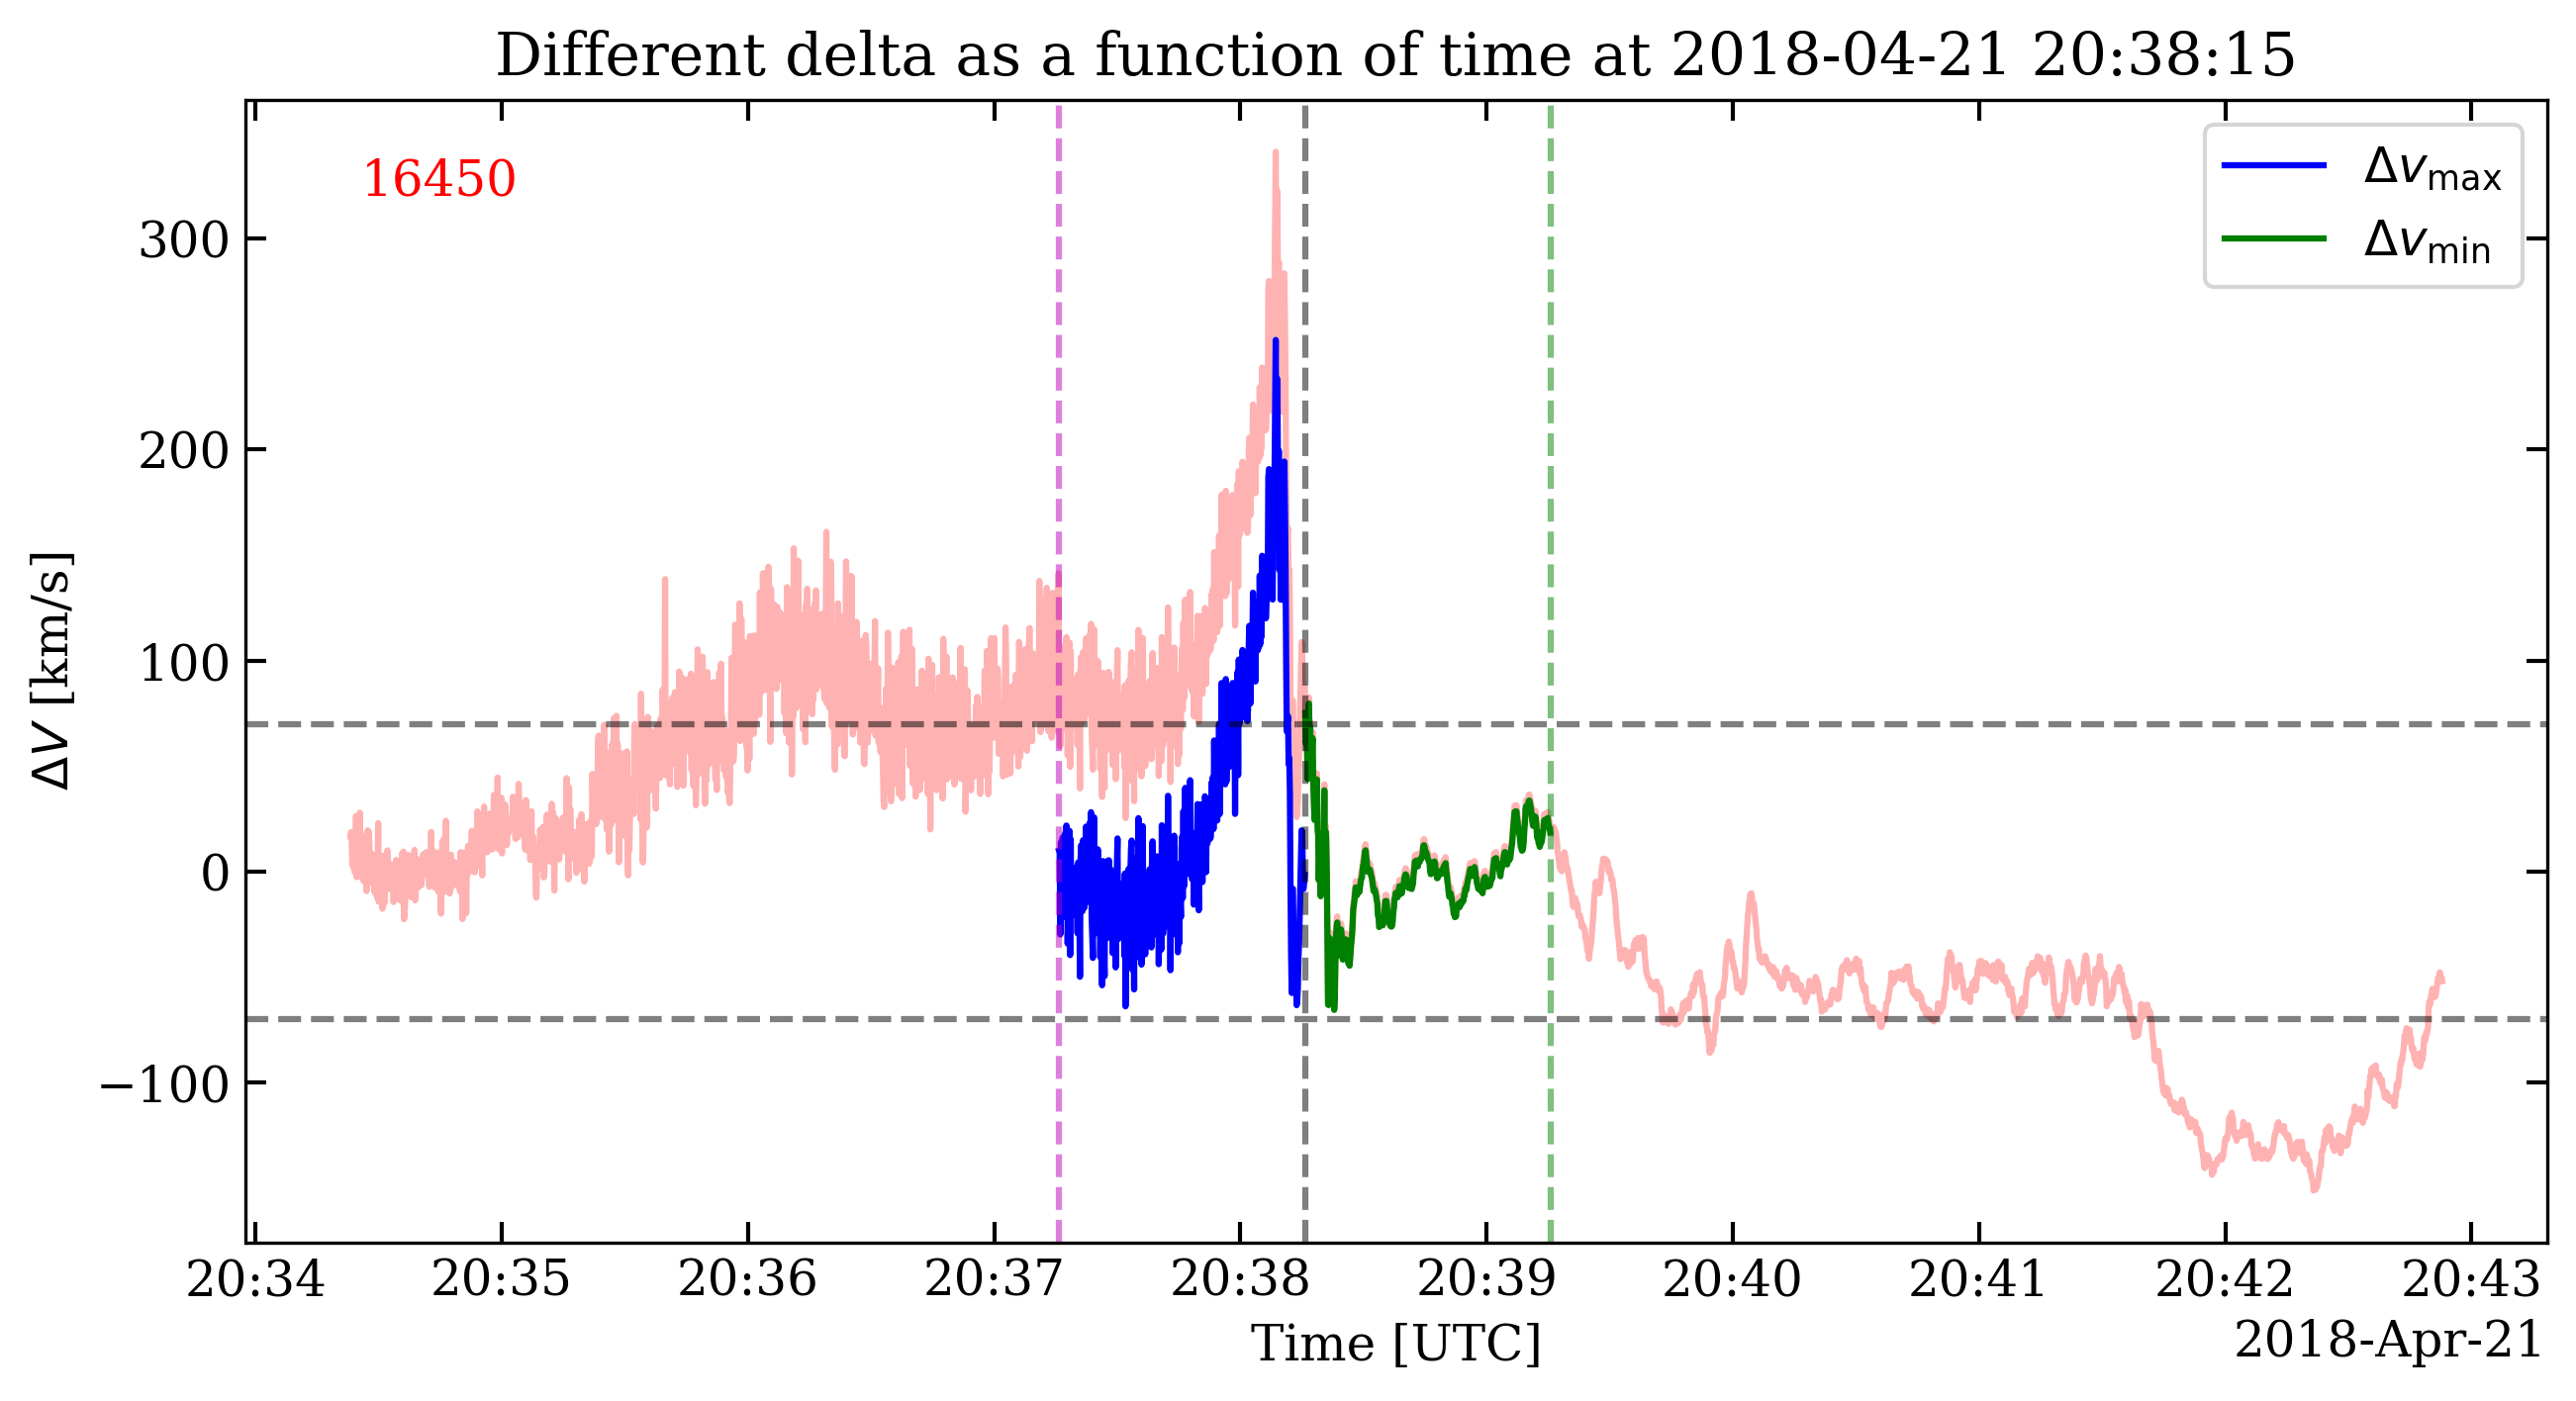 Different delta as a function of time at 2018-04-21 20:38:15
16450
Δv_max
Δv_min
300
200
100
0
−100
ΔV [km/s]
20:34 20:35 20:36 20:37 20:38 20:39 20:40 20:41 20:42 20:43
Time [UTC]
2018-Apr-21